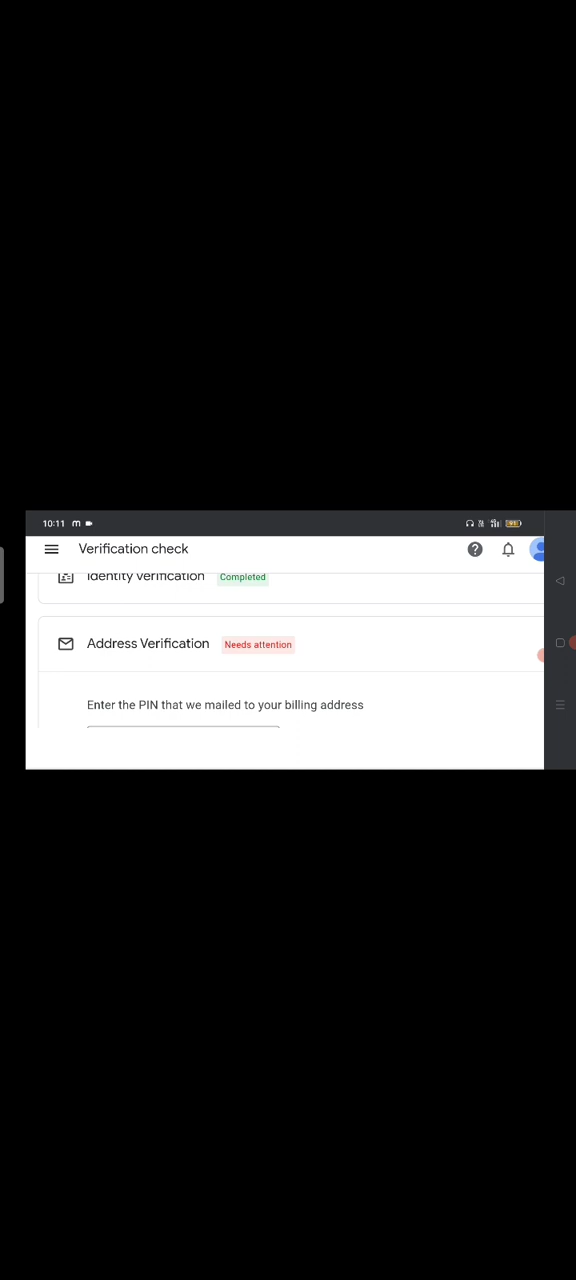 10:11
Verification check
Identity Verification Completed
Address Verification Needs attention
Enter the PIN that we mailed to your billing address